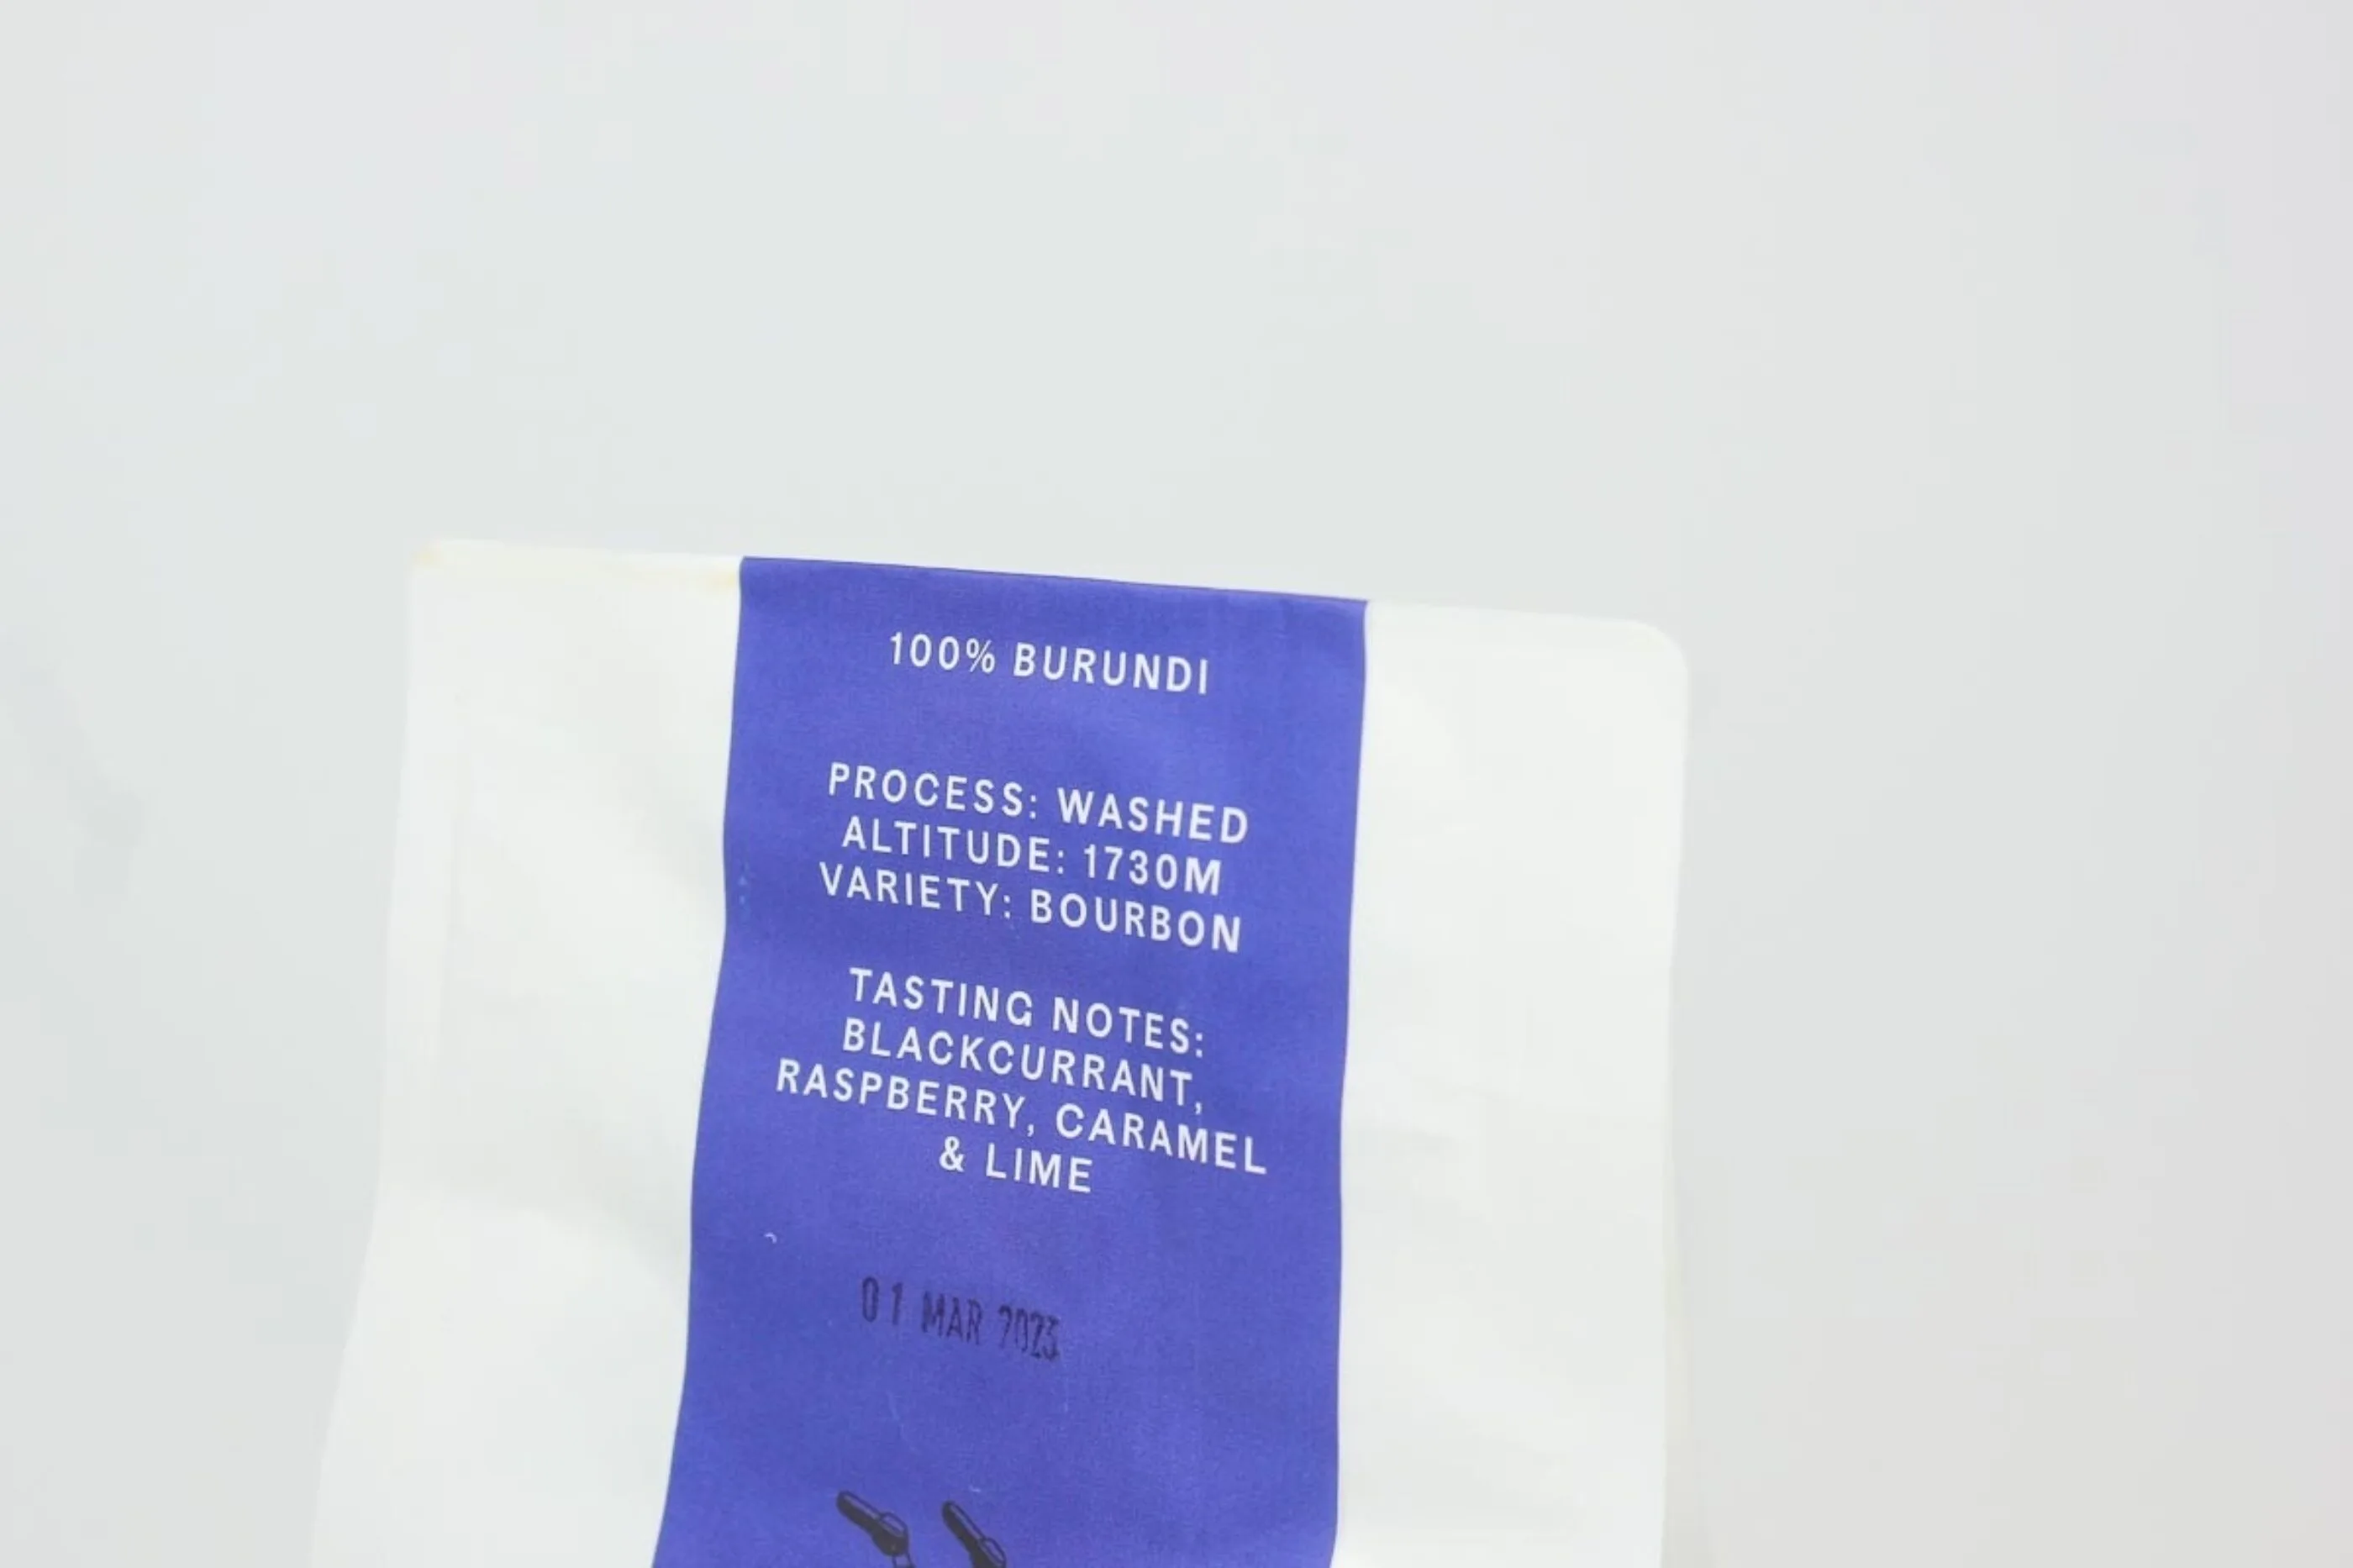 100% BURUNDI
PROCESS: WASHED
ALTITUDE: 1730M
VARIETY: BOURBON
TASTING NOTES:
BLACKCURRANT,
RASPBERRY, CARAMEL
& LIME
01 MAR 2023